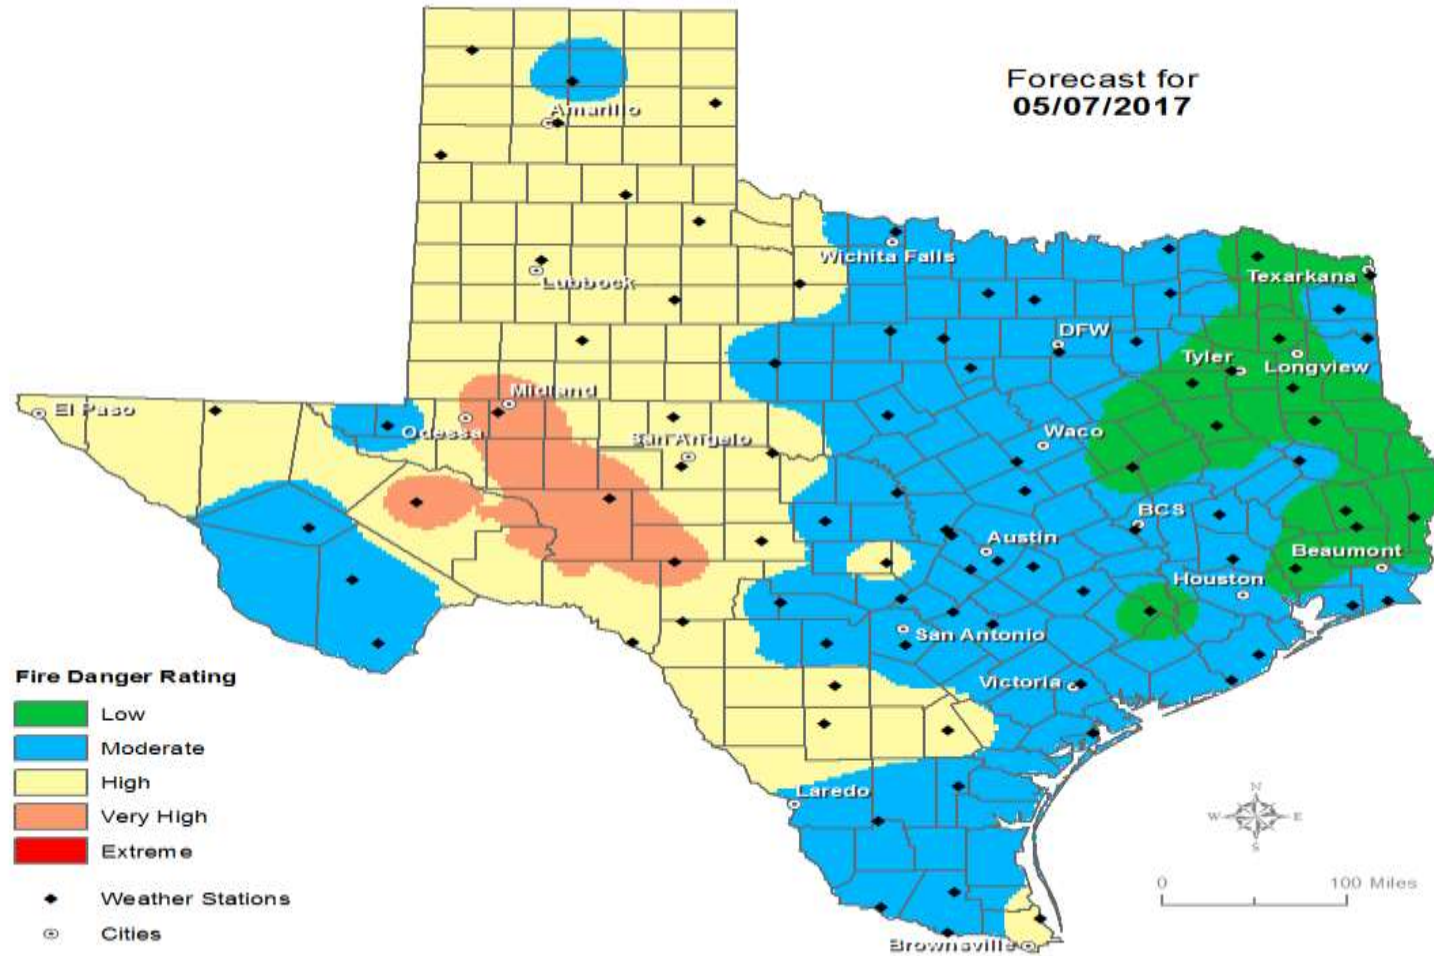 Forecast for
05/07/2017
Amarillo
Wichita Falls
Lubbock
Texarkana
DFW
Tyler
Longview
Midland
El Paso
Odessa
San Angelo
Waco
BCS
Austin
Beaumont
Houston
San Antonio
Victoria
Laredo
Brownsville
Fire Danger Rating
Low
Moderate
High
Very High
Extreme
Weather Stations
Cities
N
W E
S
0 100 Miles